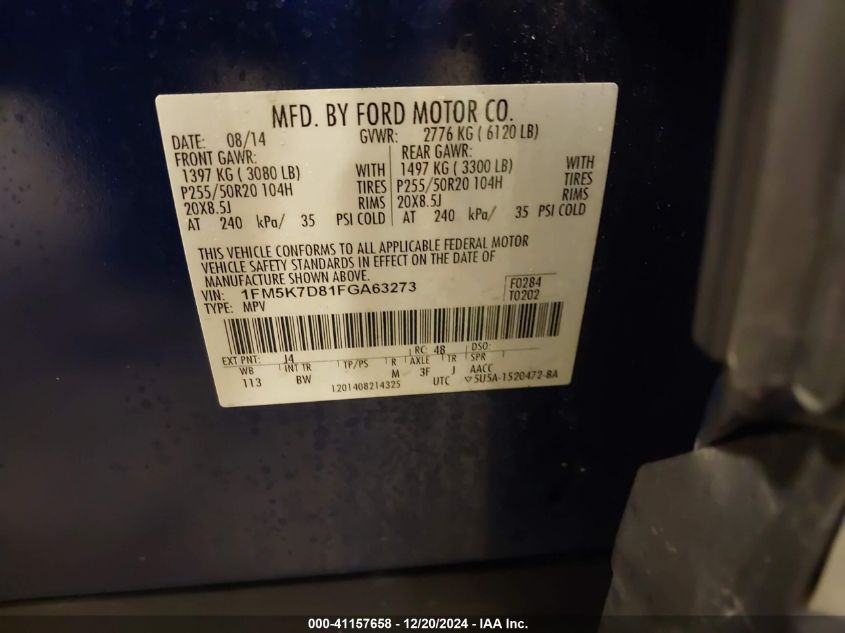 MFD. BY FORD MOTOR CO.
DATE: 08/14 GVWR: 2776 KG ( 6120 LB)
FRONT GAWR: REAR GAWR:
1397 KG ( 3080 LB) WITH 1497 KG ( 3300 LB) WITH
P255/50R20 104H TIRES P255/50R20 104H TIRES
20X8.5J RIMS 20X8.5J RIMS
AT 240 kPa/ 35 PSI COLD AT 240 kPa/ 35 PSI COLD
THIS VEHICLE CONFORMS TO ALL APPLICABLE FEDERAL MOTOR
VEHICLE SAFETY STANDARDS IN EFFECT ON THE DATE OF
MANUFACTURE SHOWN ABOVE.
VIN: 1FM5K7D81FGA63273 F0284
TYPE: MPV T0202
EXT PNT: J4 RC: 48 DSO:
WB INT TR TP/PS R AXLE TR SPR
113 BW M 3F J AACC
1201408214325 UTC ▽5U5A-1520472-BA
000-41157658 - 12/20/2024 - IAA Inc.